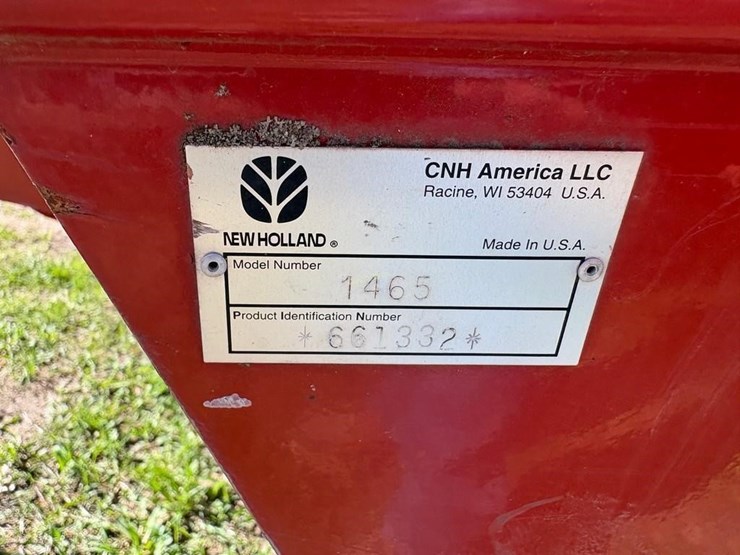 CNH America LLC
Racine, WI 53404 U.S.A.
NEW HOLLAND ®
Made In U.S.A.
Model Number
1465
Product Identification Number
*661332*